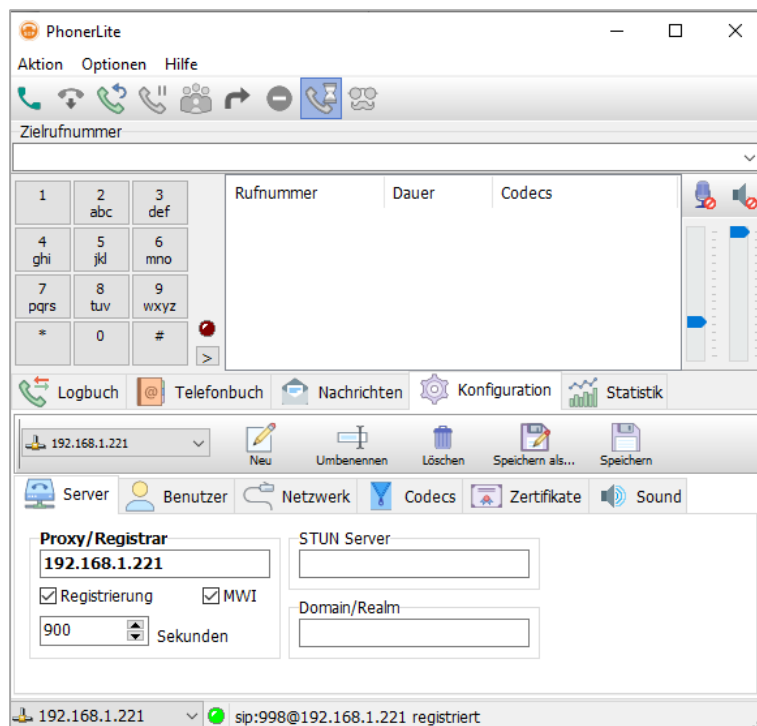 PhonerLite
Aktion Optionen Hilfe
Zielrufnummer
1 2 3
abc def
4 5 6
ghi jkl mno
7 8 9
pqrs tuv wxyz
* 0 #
>
Rufnummer Dauer Codecs
Logbuch @ Telefonbuch Nachrichten Konfiguration Statistik
192.168.1.221 Neu Umbenennen Löschen Speichern als... Speichern
Server Benutzer Netzwerk Codecs Zertifikate Sound
Proxy/Registrar
192.168.1.221
Registrierung MWI
900 Sekunden
STUN Server
Domain/Realm
192.168.1.221 sip:998@192.168.1.221 registriert